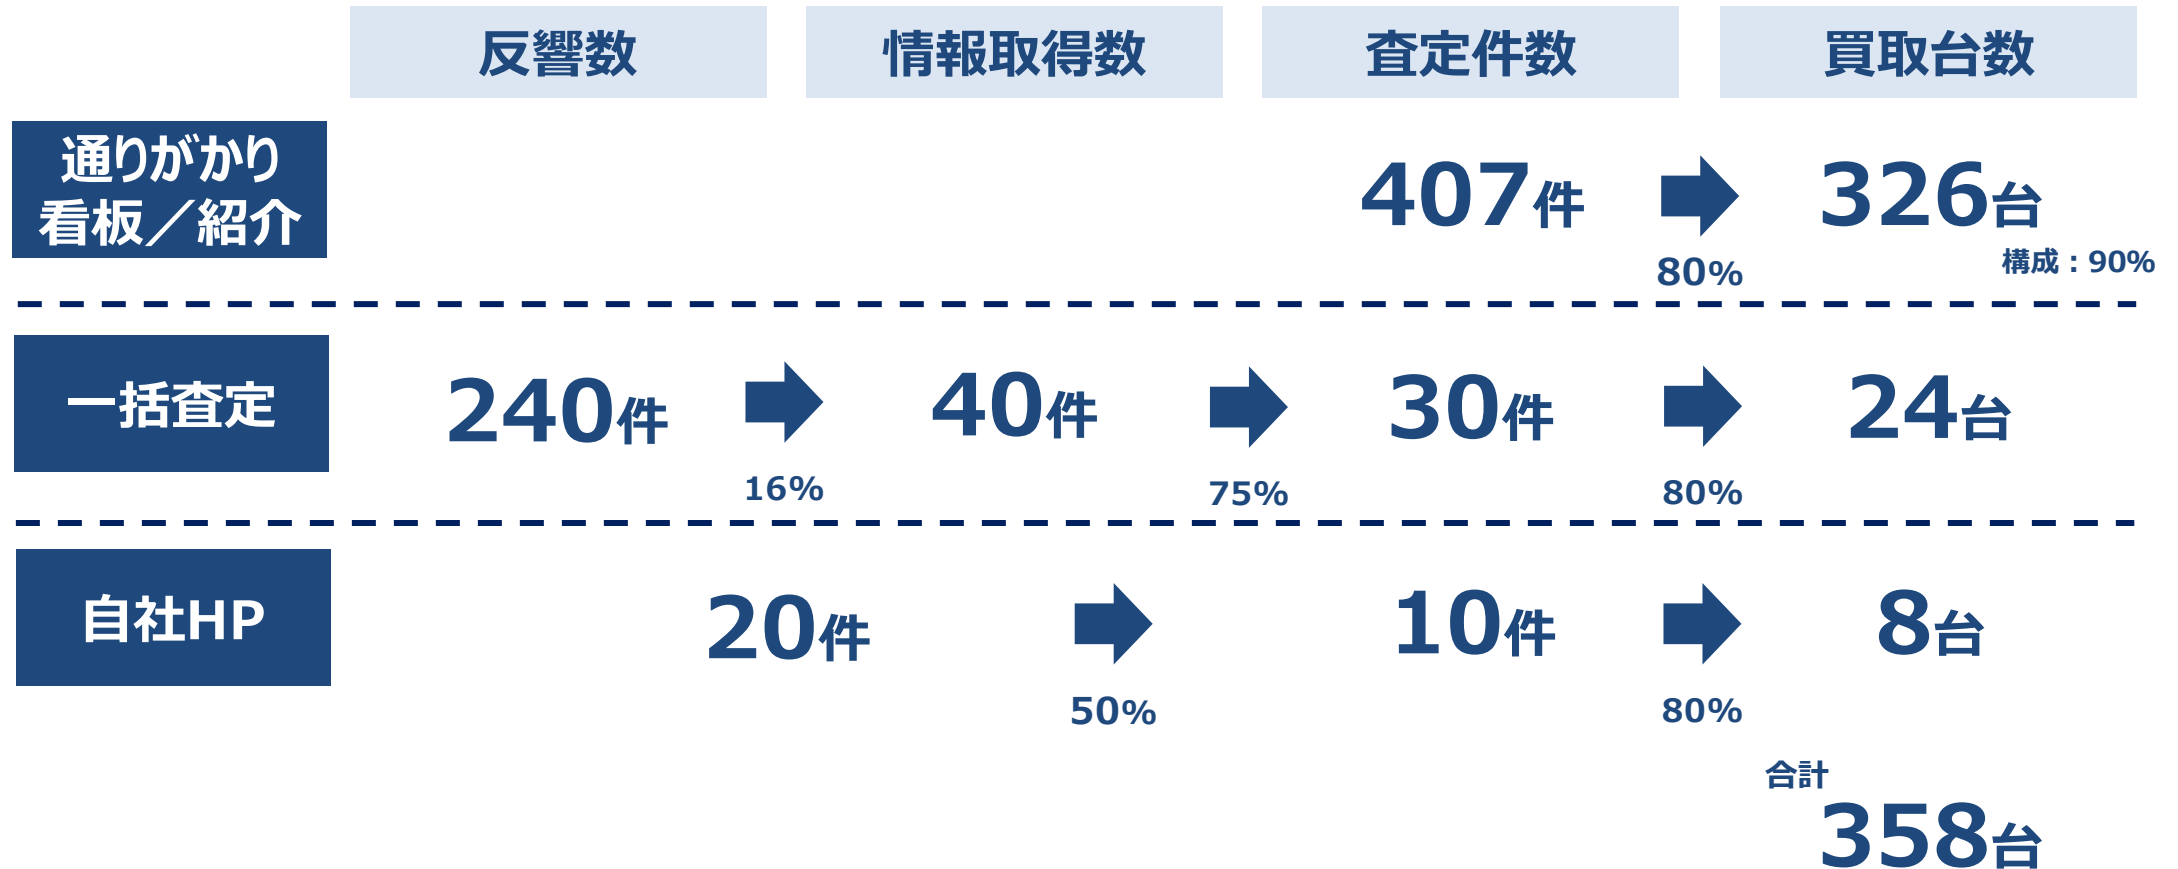 反響数
情報取得数
査定件数
買取台数
通りがかり
看板／紹介
407件
326台
80%
構成：90%
一括査定
240件
40件
30件
24台
16%
75%
80%
自社HP
20件
10件
8台
50%
80%
合計
358台